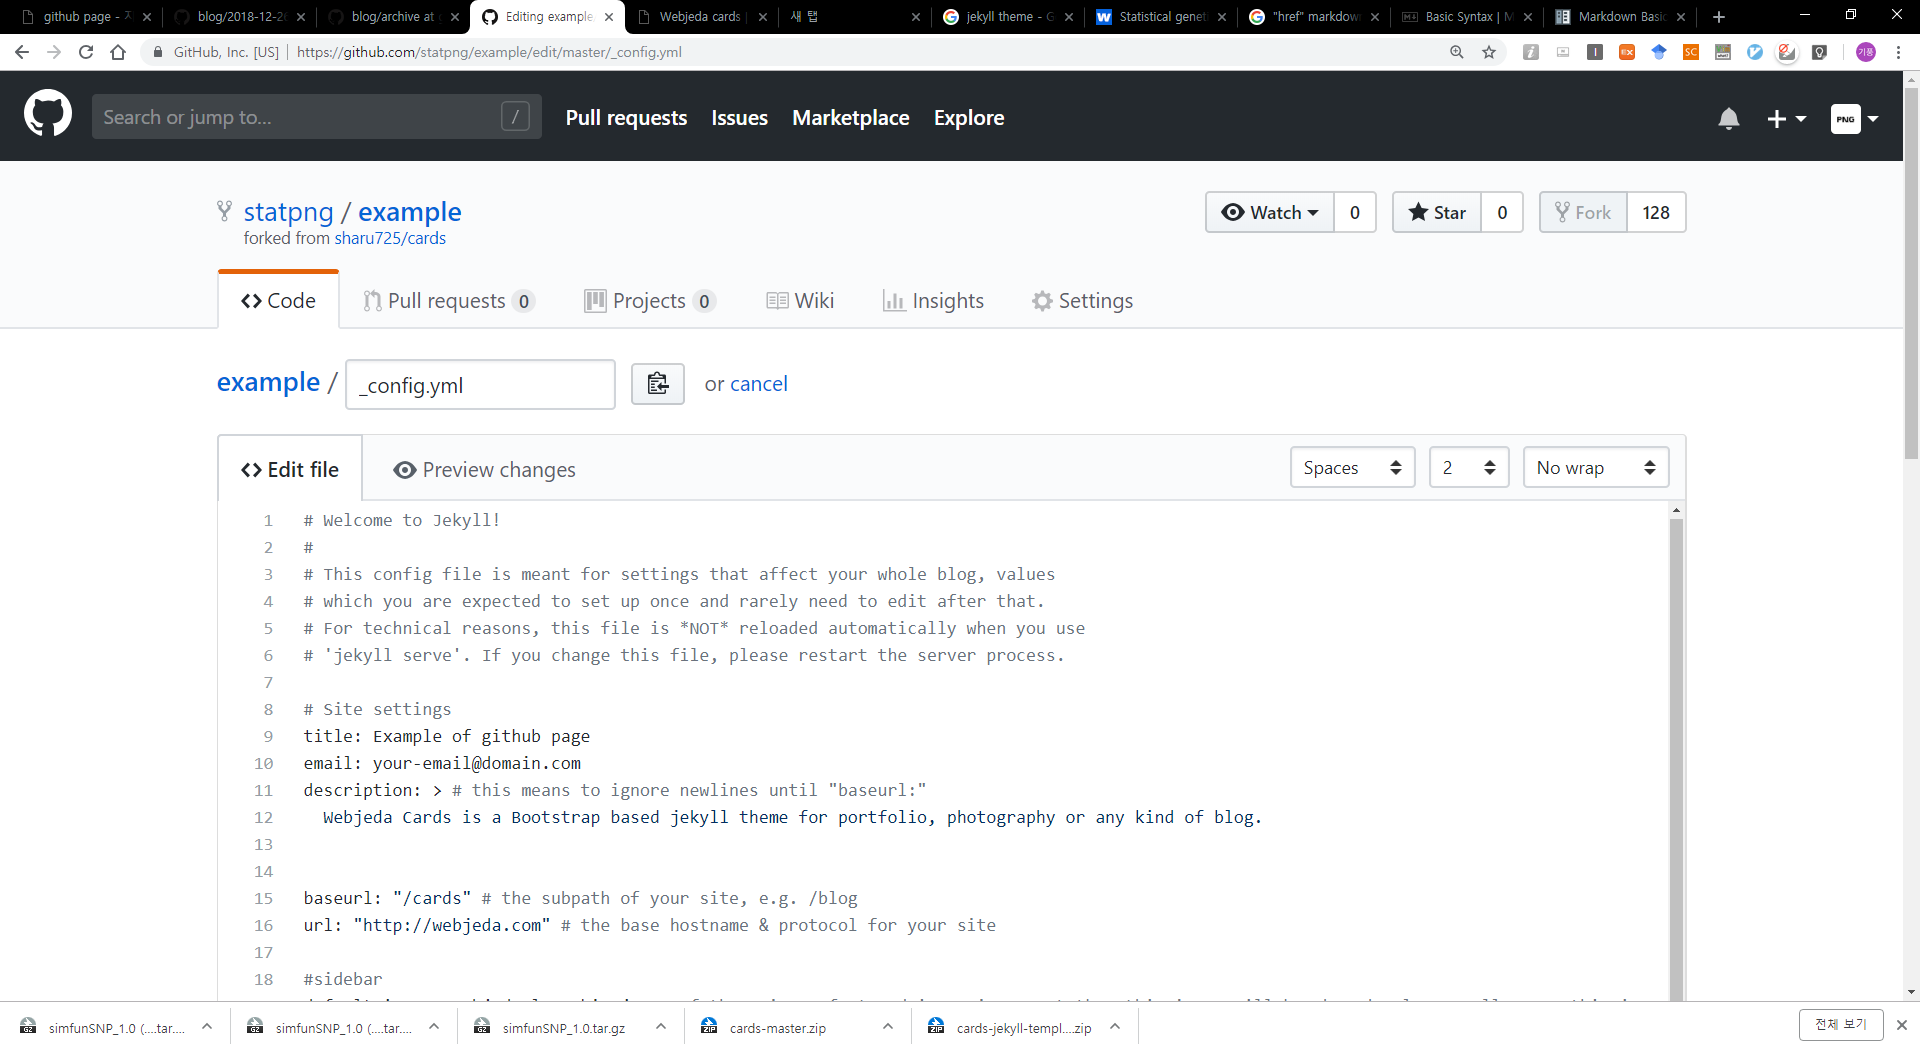 github page - 지
blog/2018-12-26
blog/archive at g
Editing example
Webjeda cards
새 탭
jekyll theme - G
Statistical geneti
"href" markdow
Basic Syntax | M
Markdown Basic
GitHub, Inc. [US] | https://github.com/statpng/example/edit/master/_config.yml
Search or jump to...
/
Pull requests
Issues
Marketplace
Explore
PNG
statpng / example
forked from sharu725/cards
Watch 0
Star 0
Fork 128
Code
Pull requests 0
Projects 0
Wiki
Insights
Settings
example / _config.yml
or cancel
Edit file
Preview changes
Spaces
2
No wrap
1 # Welcome to Jekyll!
2 #
3 # This config file is meant for settings that affect your whole blog, values
4 # which you are expected to set up once and rarely need to edit after that.
5 # For technical reasons, this file is *NOT* reloaded automatically when you use
6 # 'jekyll serve'. If you change this file, please restart the server process.
7
8 # Site settings
9 title: Example of github page
10 email: your-email@domain.com
11 description: > # this means to ignore newlines until "baseurl:"
12 Webjeda Cards is a Bootstrap based jekyll theme for portfolio, photography or any kind of blog.
13
14
15 baseurl: "/cards" # the subpath of your site, e.g. /blog
16 url: "http://webjeda.com" # the base hostname & protocol for your site
17
18 #sidebar
simfunSNP_1.0 (....tar....
simfunSNP_1.0 (....tar....
simfunSNP_1.0.tar.gz
cards-master.zip
cards-jekyll-templ....zip
전체 보기